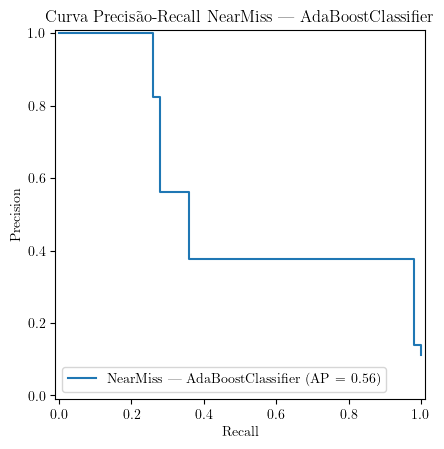 Curva Precisão-Recall NearMiss — AdaBoostClassifier
1.0
0.8
0.6
0.4
0.2
0.0
Precision
NearMiss — AdaBoostClassifier (AP = 0.56)
0.0 0.2 0.4 0.6 0.8 1.0
Recall